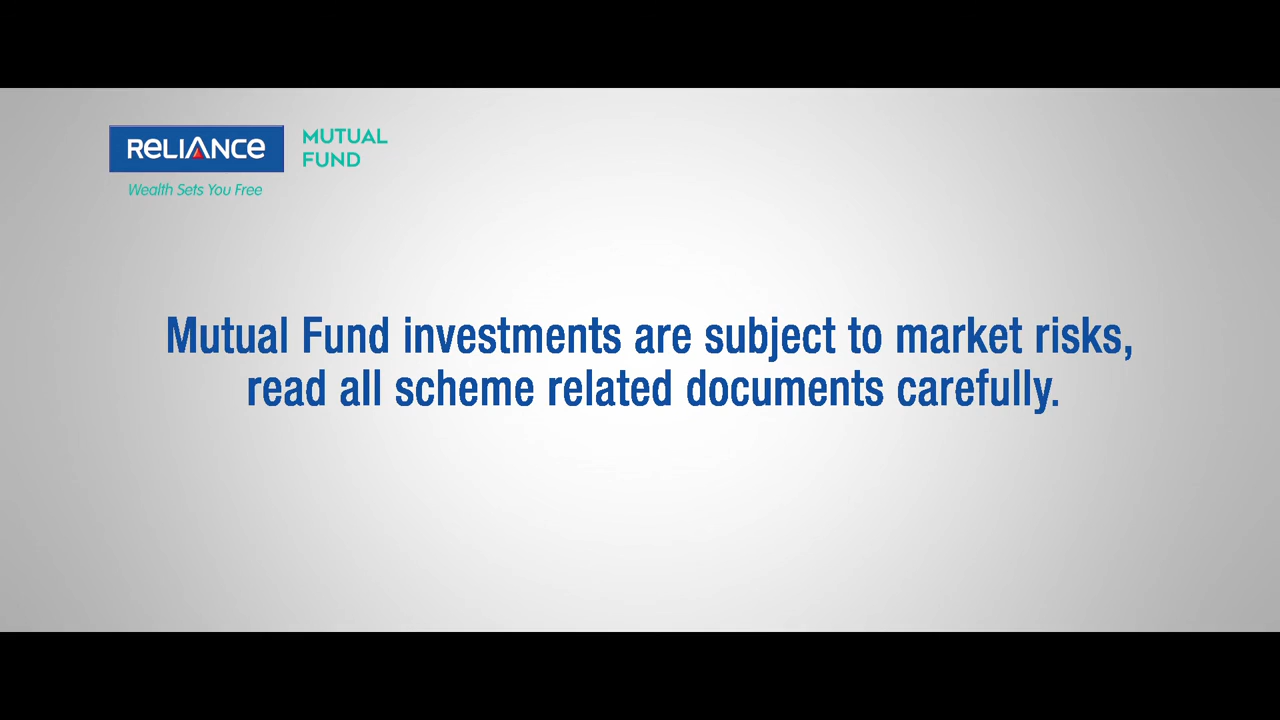 RELIANCE
MUTUAL
FUND
Wealth Sets You Free
Mutual Fund investments are subject to market risks,
read all scheme related documents carefully.